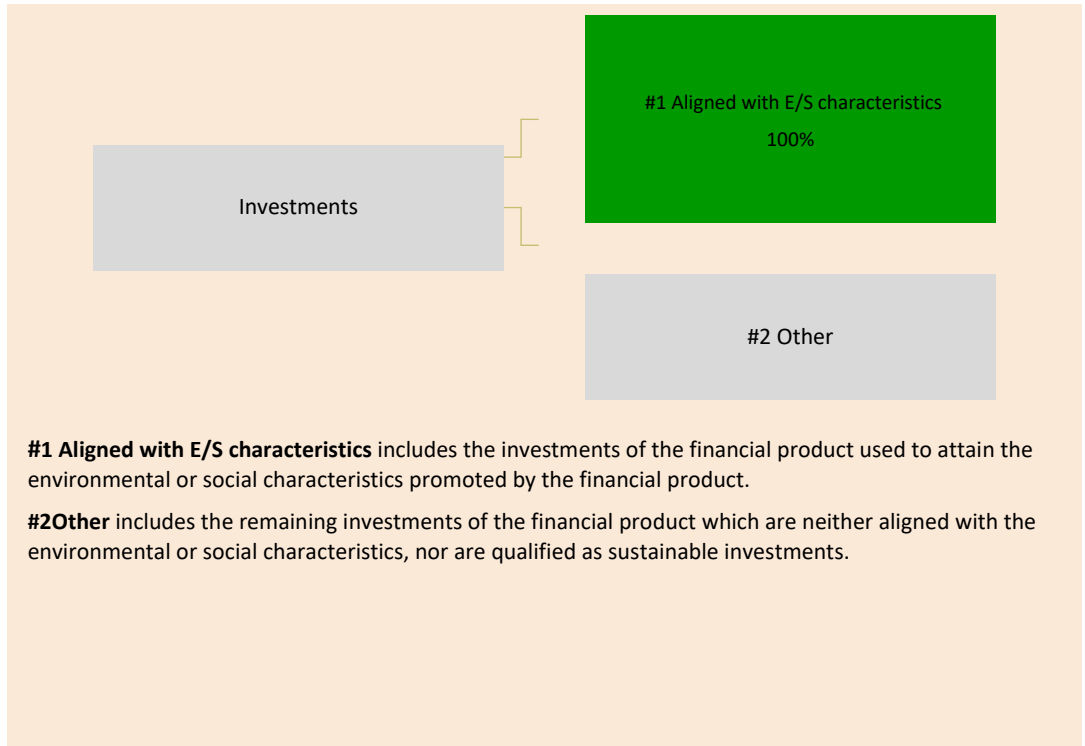 #1 Aligned with E/S characteristics
100%
Investments
#2 Other
#1 Aligned with E/S characteristics includes the investments of the financial product used to attain the
environmental or social characteristics promoted by the financial product.
#2Other includes the remaining investments of the financial product which are neither aligned with the
environmental or social characteristics, nor are qualified as sustainable investments.